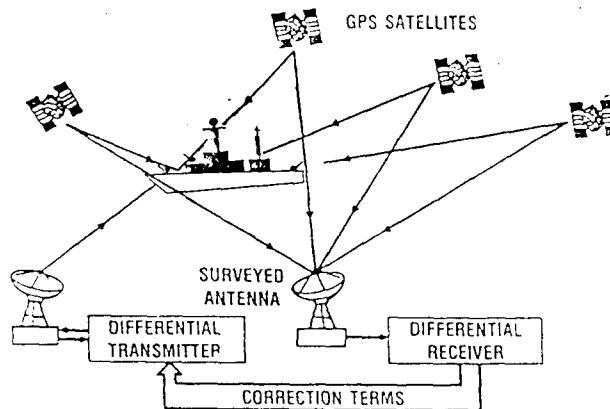 GPS SATELLITES
SURVEYED
ANTENNA
DIFFERENTIAL
TRANSMITTER
DIFFERENTIAL
RECEIVER
CORRECTION TERMS